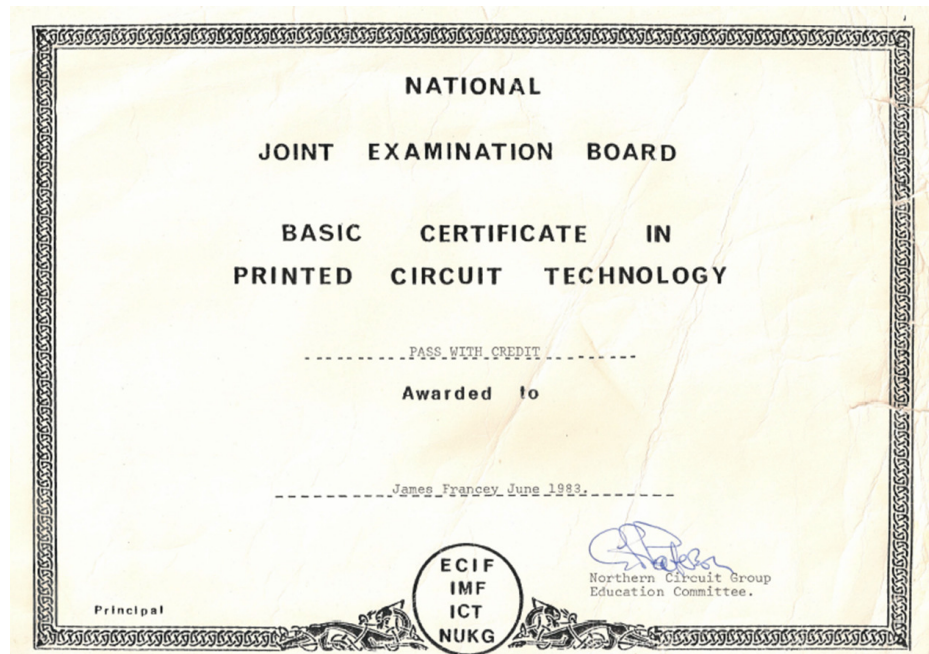 NATIONAL
JOINT EXAMINATION BOARD
BASIC CERTIFICATE IN
PRINTED CIRCUIT TECHNOLOGY
PASS WITH CREDIT
Awarded to
James Francey June 1983.
Northern Circuit Group
Education Committee.
Principal
ECIF
IMF
ICT
NUKG